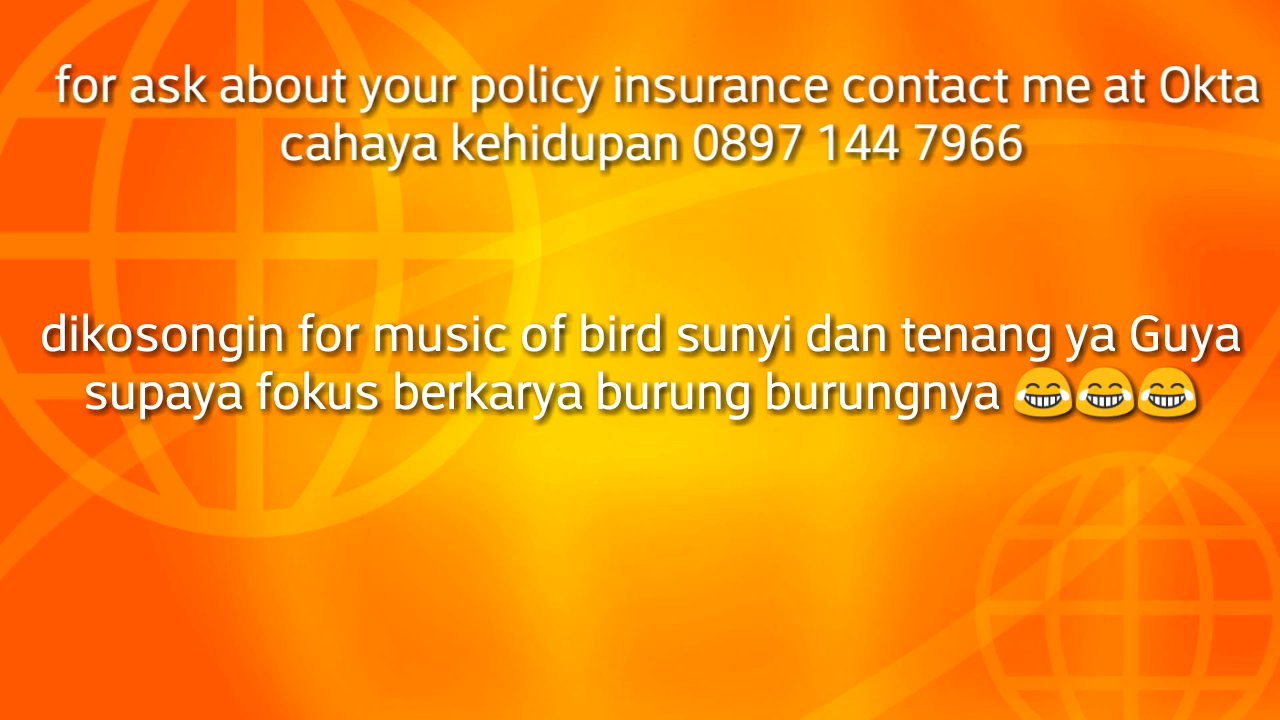 for ask about your policy insurance contact me at Okta
cahaya kehidupan 0897 144 7966
dikosongin for music of bird sunyi dan tenang ya Guya
supaya fokus berkarya burung burungnya 😂😂😂